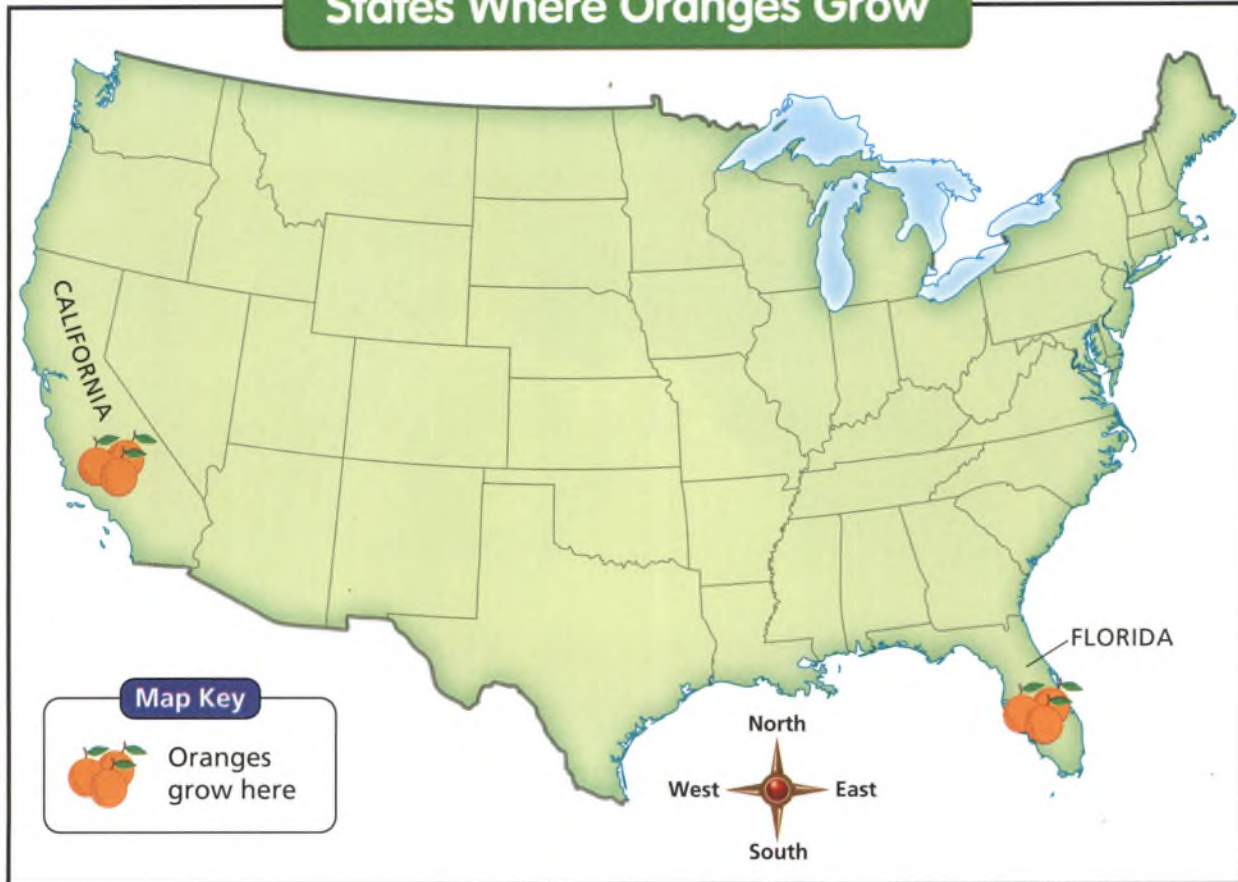 States Where Oranges Grow
CALIFORNIA
FLORIDA
Map Key
Oranges
grow here
North
West
East
South